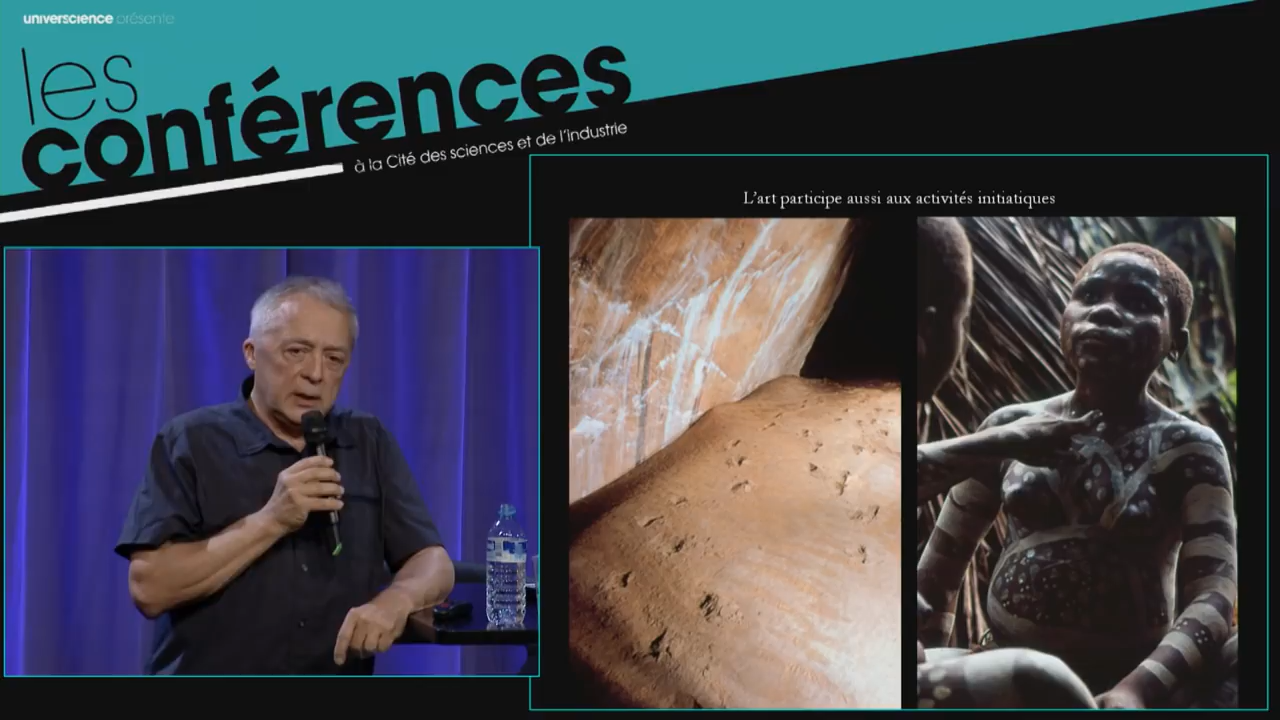 universcience présente
les
conférences
à la Cité des sciences et de l'industrie
L'art participe aussi aux activités initiatiques